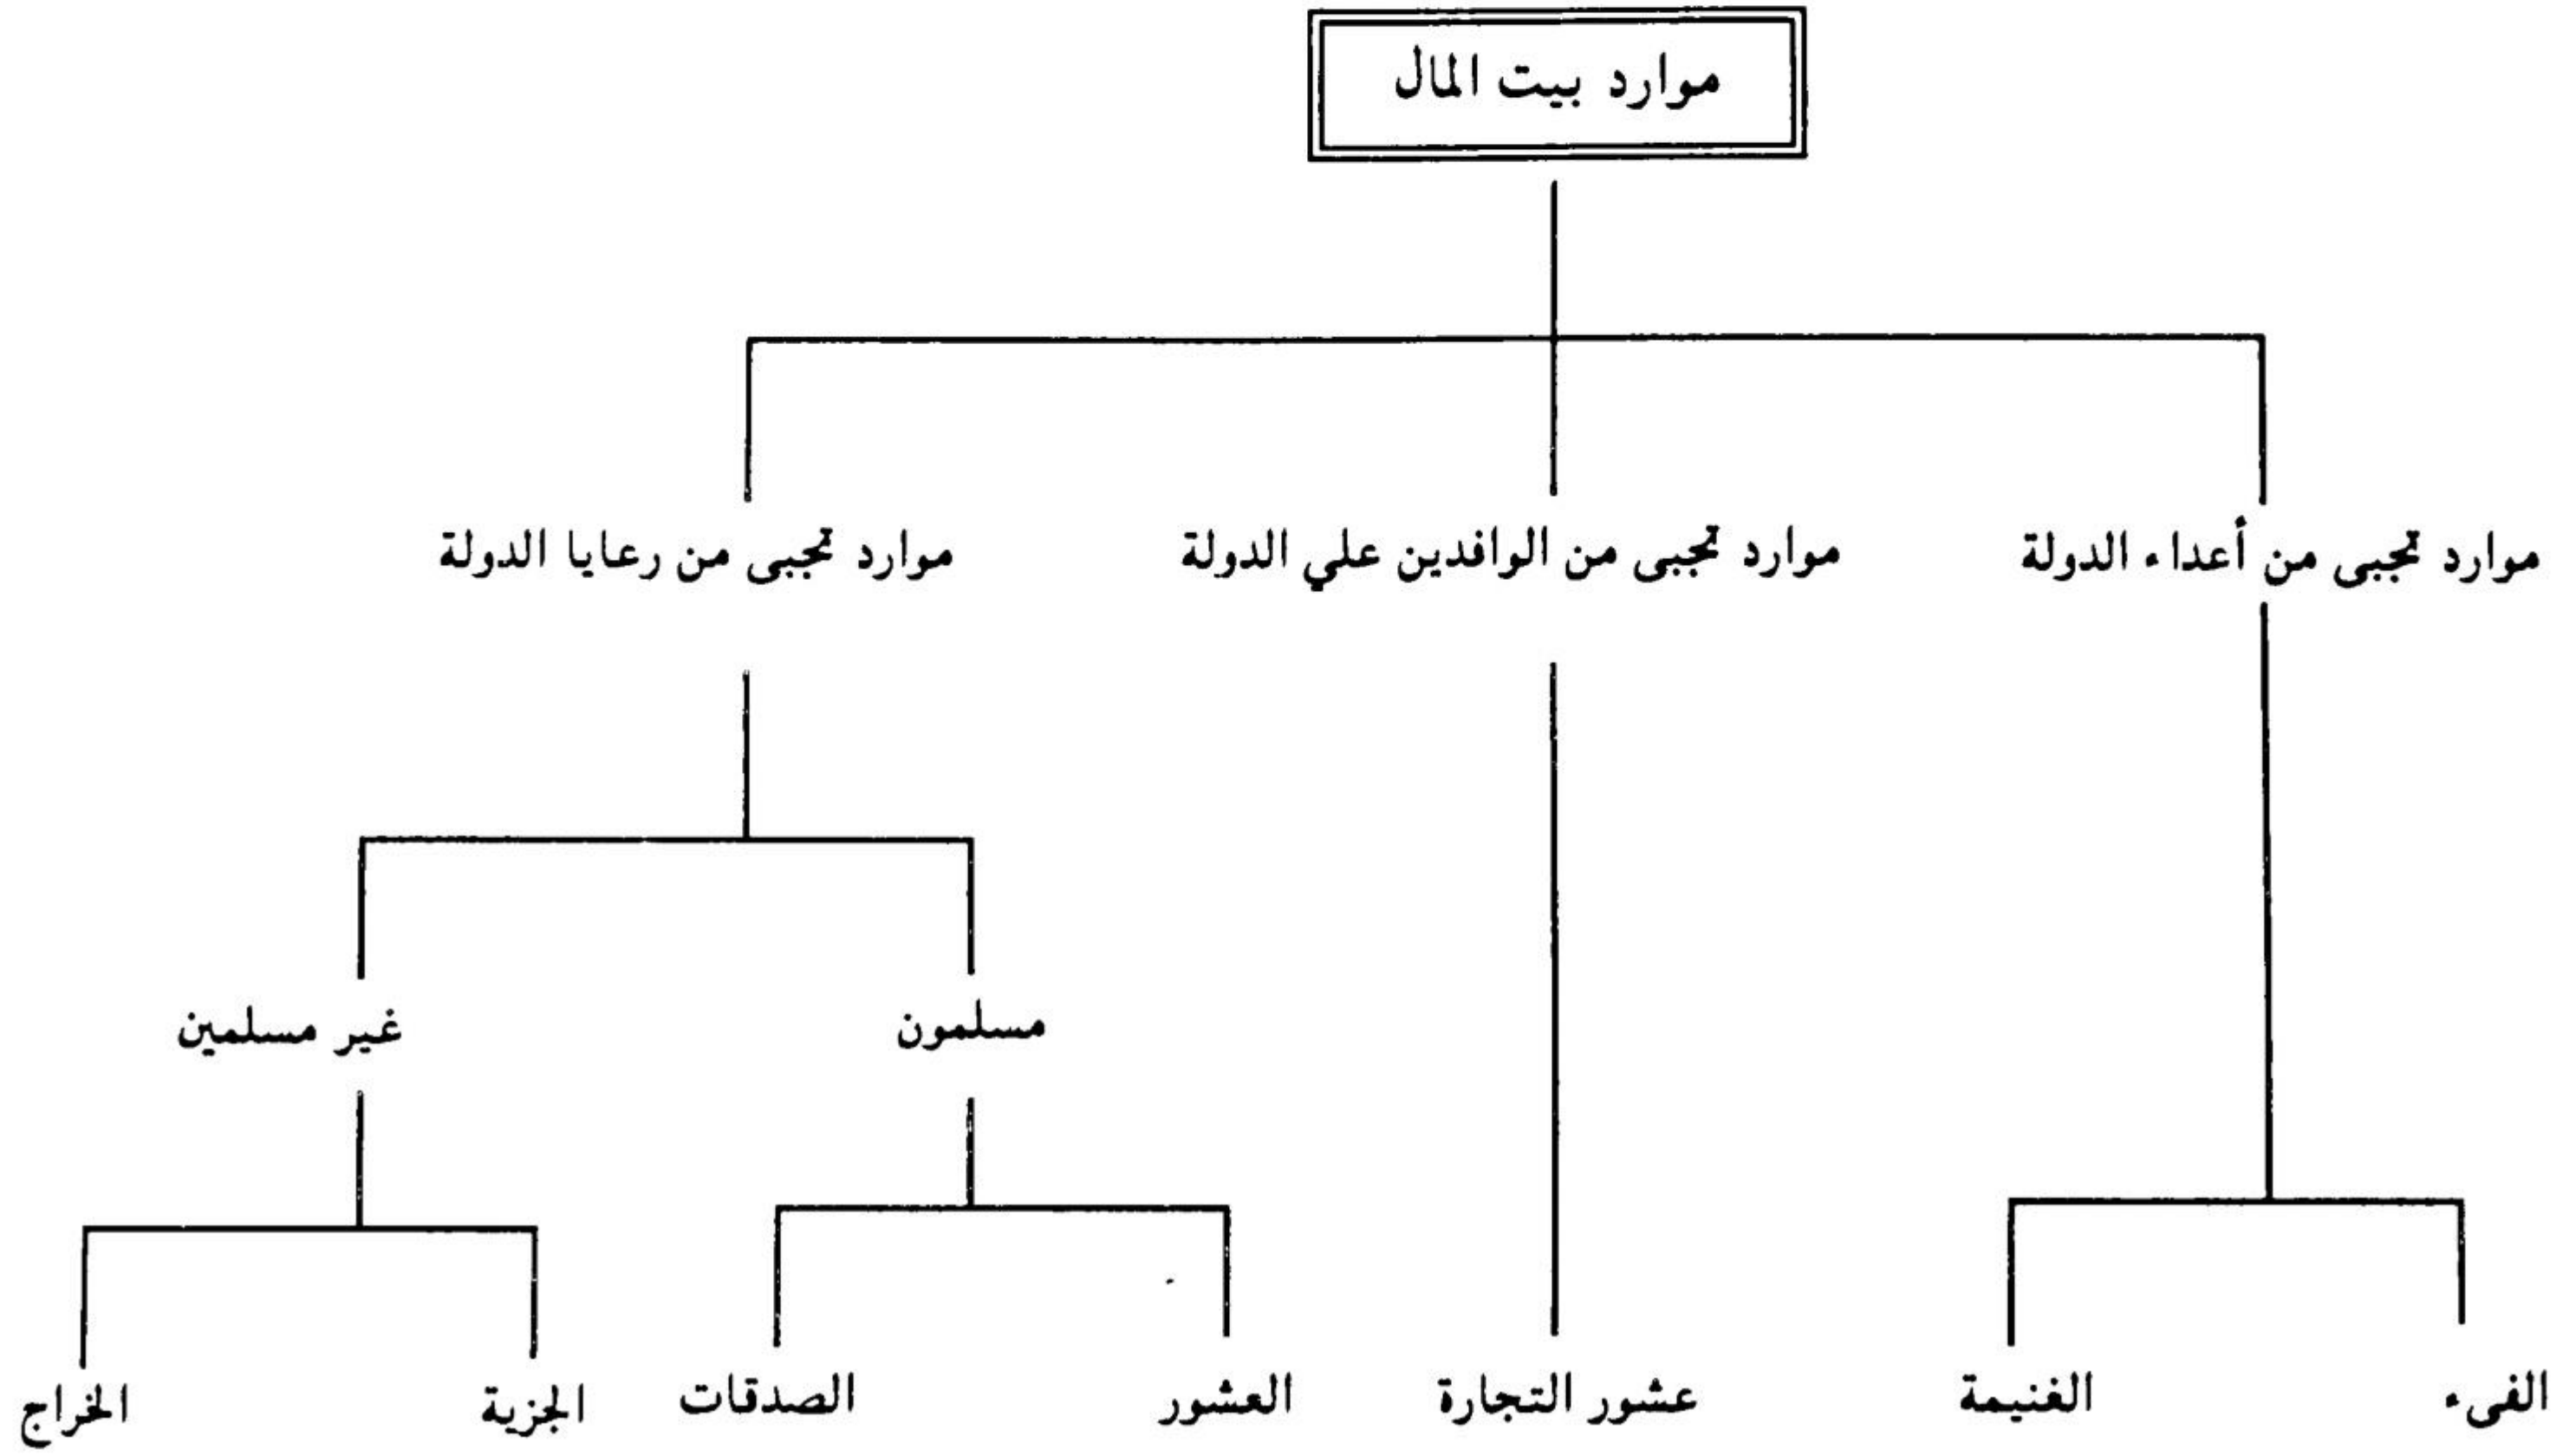 موارد بيت المال
موارد تجبى من أعداء الدولة
موارد تجبى من الوافدين علي الدولة
موارد تجبى من رعايا الدولة
مسلمون
غير مسلمين
الفىء
الغنيمة
عشور التجارة
العشور
الصدقات
الجزية
الخراج